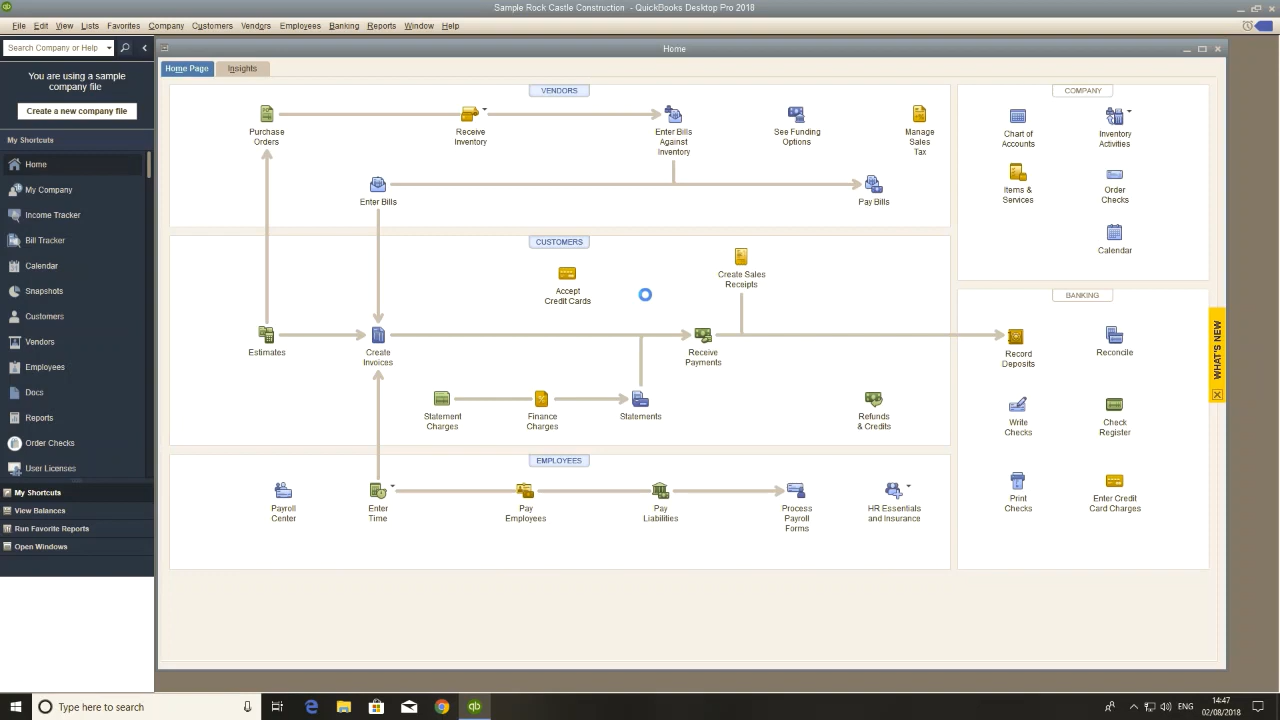 qb
Sample Rock Castle Construction - QuickBooks Desktop Pro 2018
File Edit View Lists Favorites Company Customers Vendors Employees Banking Reports Window Help
Search Company or Help
Home
Home Page Insights
You are using a sample
company file
Create a new company file
My Shortcuts
Home
My Company
Income Tracker
Bill Tracker
Calendar
Snapshots
Customers
Vendors
Employees
Docs
Reports
Order Checks
User Licenses
My Shortcuts
View Balances
Run Favorite Reports
Open Windows
VENDORS
Purchase
Orders
Receive
Inventory
Enter Bills
Against
Inventory
See Funding
Options
Manage
Sales
Tax
Enter Bills
Pay Bills
CUSTOMERS
Accept
Credit Cards
Create Sales
Receipts
Estimates
Create
Invoices
Receive
Payments
Statement
Charges
Finance
Charges
Statements
Refunds
& Credits
EMPLOYEES
Payroll
Center
Enter
Time
Pay
Employees
Pay
Liabilities
Process
Payroll
Forms
HR Essentials
and Insurance
COMPANY
Chart of
Accounts
Inventory
Activities
Items &
Services
Order
Checks
Calendar
BANKING
Record
Deposits
Reconcile
Write
Checks
Check
Register
Print
Checks
Enter Credit
Card Charges
WHAT'S NEW
Type here to search
qb
ENG
14:47
02/08/2018